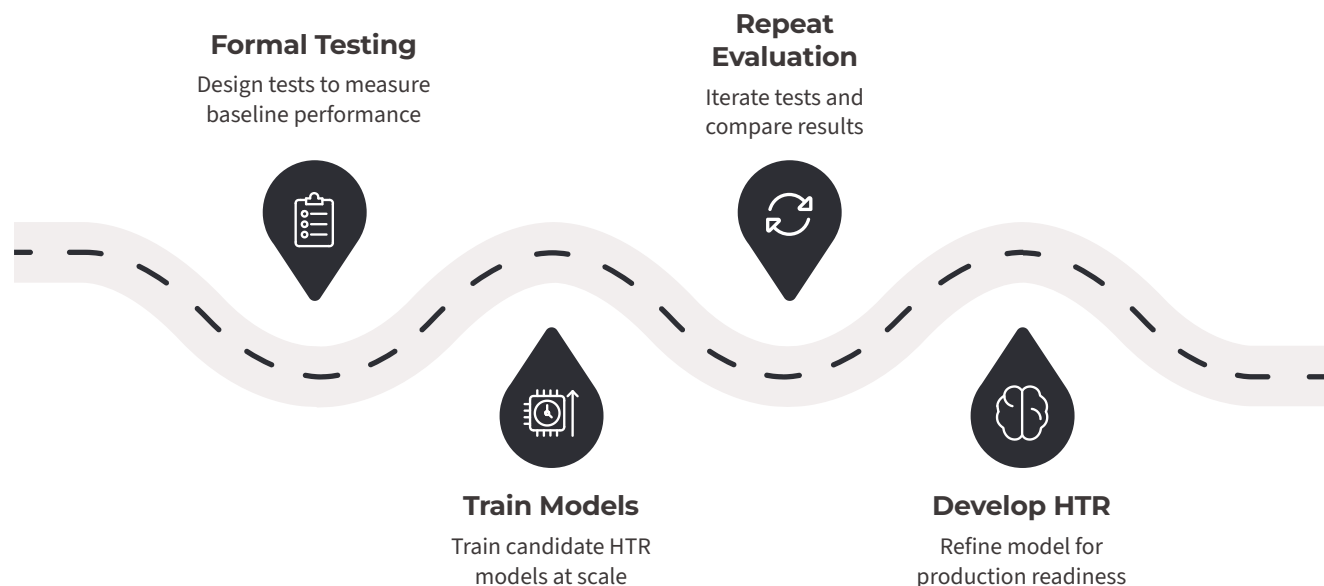 Formal Testing
Design tests to measure
baseline performance
Train Models
Train candidate HTR
models at scale
Repeat
Evaluation
Iterate tests and
compare results
Develop HTR
Refine model for
production readiness